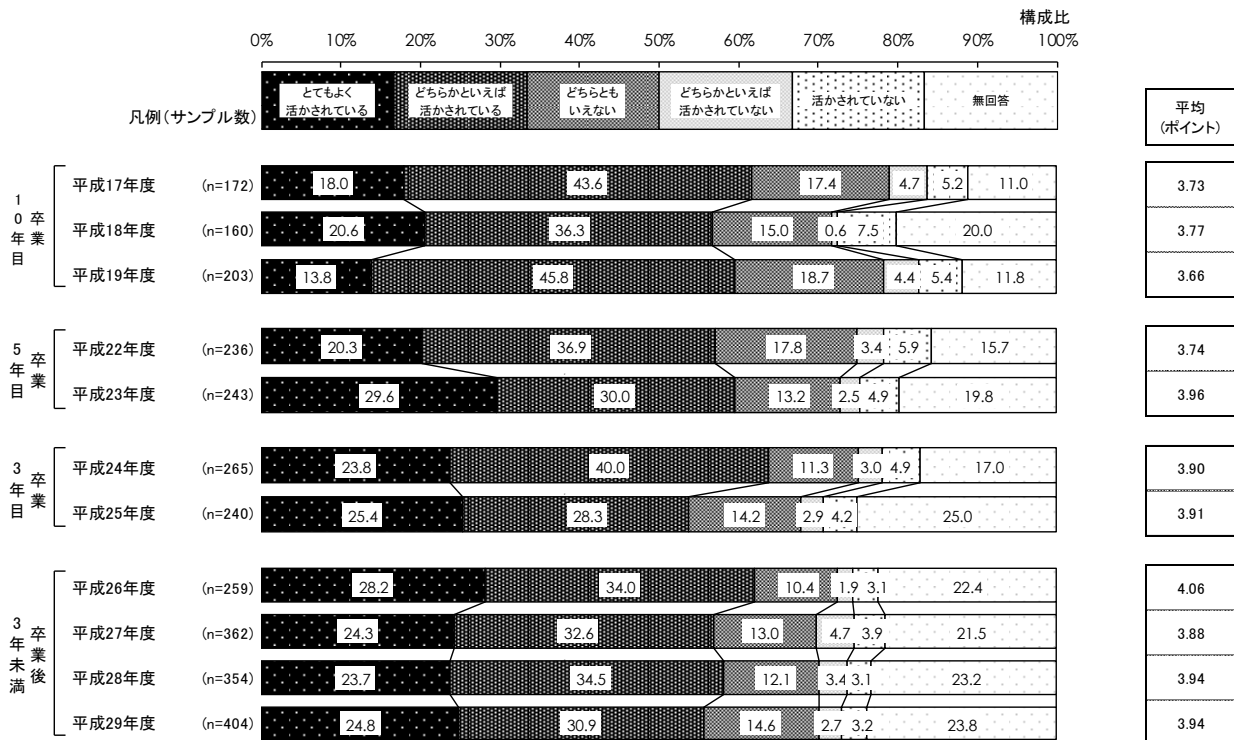 構成比
0% 10% 20% 30% 40% 50% 60% 70% 80% 90% 100%
凡例(サンプル数)
とてもよく
活かされている
どちらかといえば
活かされている
どちらとも
いえない
どちらかといえば
活かされていない
活かされていない
無回答
平均
(ポイント)
卒業
10年目
平成17年度 (n=172) 18.0 43.6 17.4 4.7 5.2 11.0 3.73
平成18年度 (n=160) 20.6 36.3 15.0 0.6 7.5 20.0 3.77
平成19年度 (n=203) 13.8 45.8 18.7 4.4 5.4 11.8 3.66
卒業
5年目
平成22年度 (n=236) 20.3 36.9 17.8 3.4 5.9 15.7 3.74
平成23年度 (n=243) 29.6 30.0 13.2 2.5 4.9 19.8 3.96
卒業
3年目
平成24年度 (n=265) 23.8 40.0 11.3 3.0 4.9 17.0 3.90
平成25年度 (n=240) 25.4 28.3 14.2 2.9 4.2 25.0 3.91
卒業後
3年未満
平成26年度 (n=259) 28.2 34.0 10.4 1.9 3.1 22.4 4.06
平成27年度 (n=362) 24.3 32.6 13.0 4.7 3.9 21.5 3.88
平成28年度 (n=354) 23.7 34.5 12.1 3.4 3.1 23.2 3.94
平成29年度 (n=404) 24.8 30.9 14.6 2.7 3.2 23.8 3.94